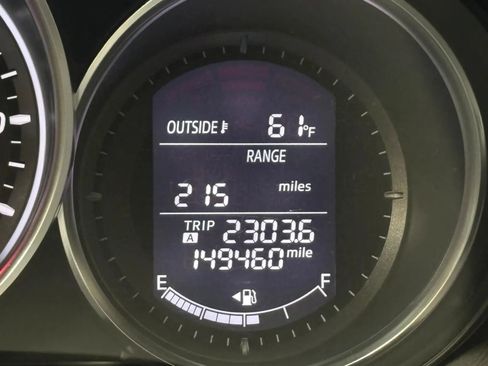 OUTSIDE 61°F
RANGE
215 miles
TRIP A 2303.6
149460 mile
E F